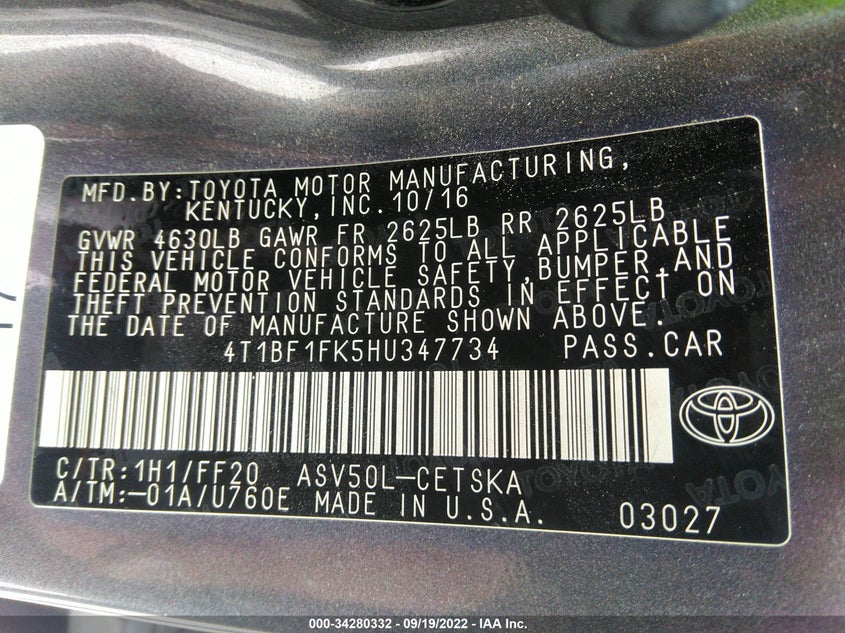 MFD.BY:TOYOTA MOTOR MANUFACTURING,
KENTUCKY,INC.10/16
GVWR 4630LB GAWR FR 2625LB RR 2625LB
THIS VEHICLE CONFORMS TO ALL APPLICABLE
FEDERAL MOTOR VEHICLE SAFETY,BUMPER,AND
THEFT PREVENTION STANDARDS IN EFFECT ON
THE DATE OF MANUFACTURE SHOWN ABOVE.
4T1BF1FK5HU347734 PASS.CAR
C/TR:1H1/FF20 ASV50L-CETSKA
A/TM:-01A/U760E MADE IN U.S.A. 03027
000-34280332 - 09/19/2022 - IAA Inc.